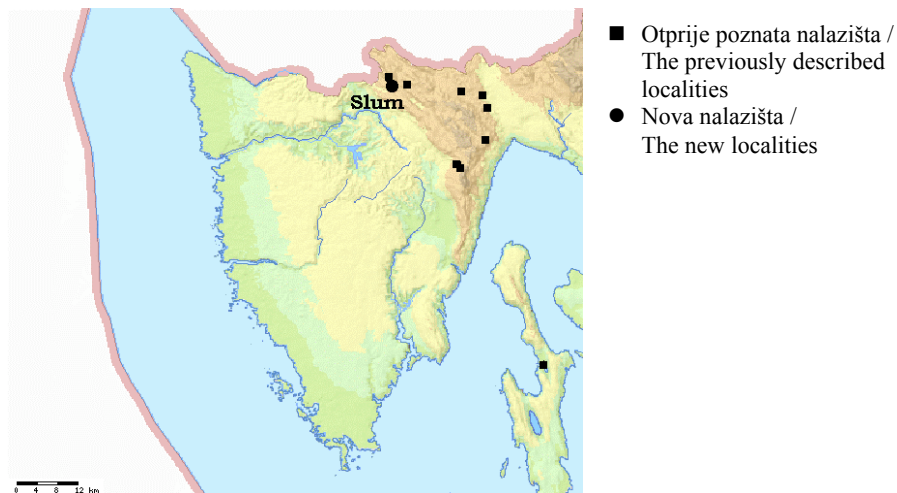 Slum
0 4 8 12 km
Otprije poznata nalazišta /
The previously described
localities
Nova nalazišta /
The new localities